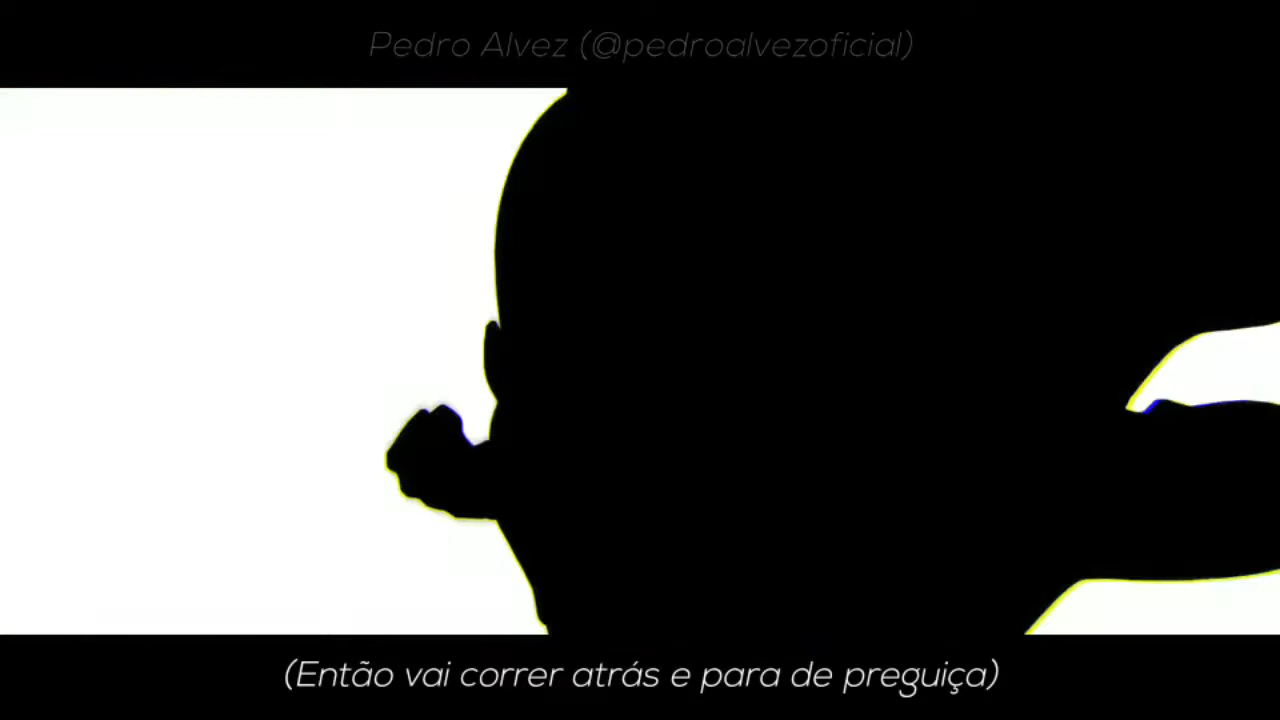 Pedro Alvez (@pedroalvezoficial)
(Então vai correr atrás e para de preguiça)